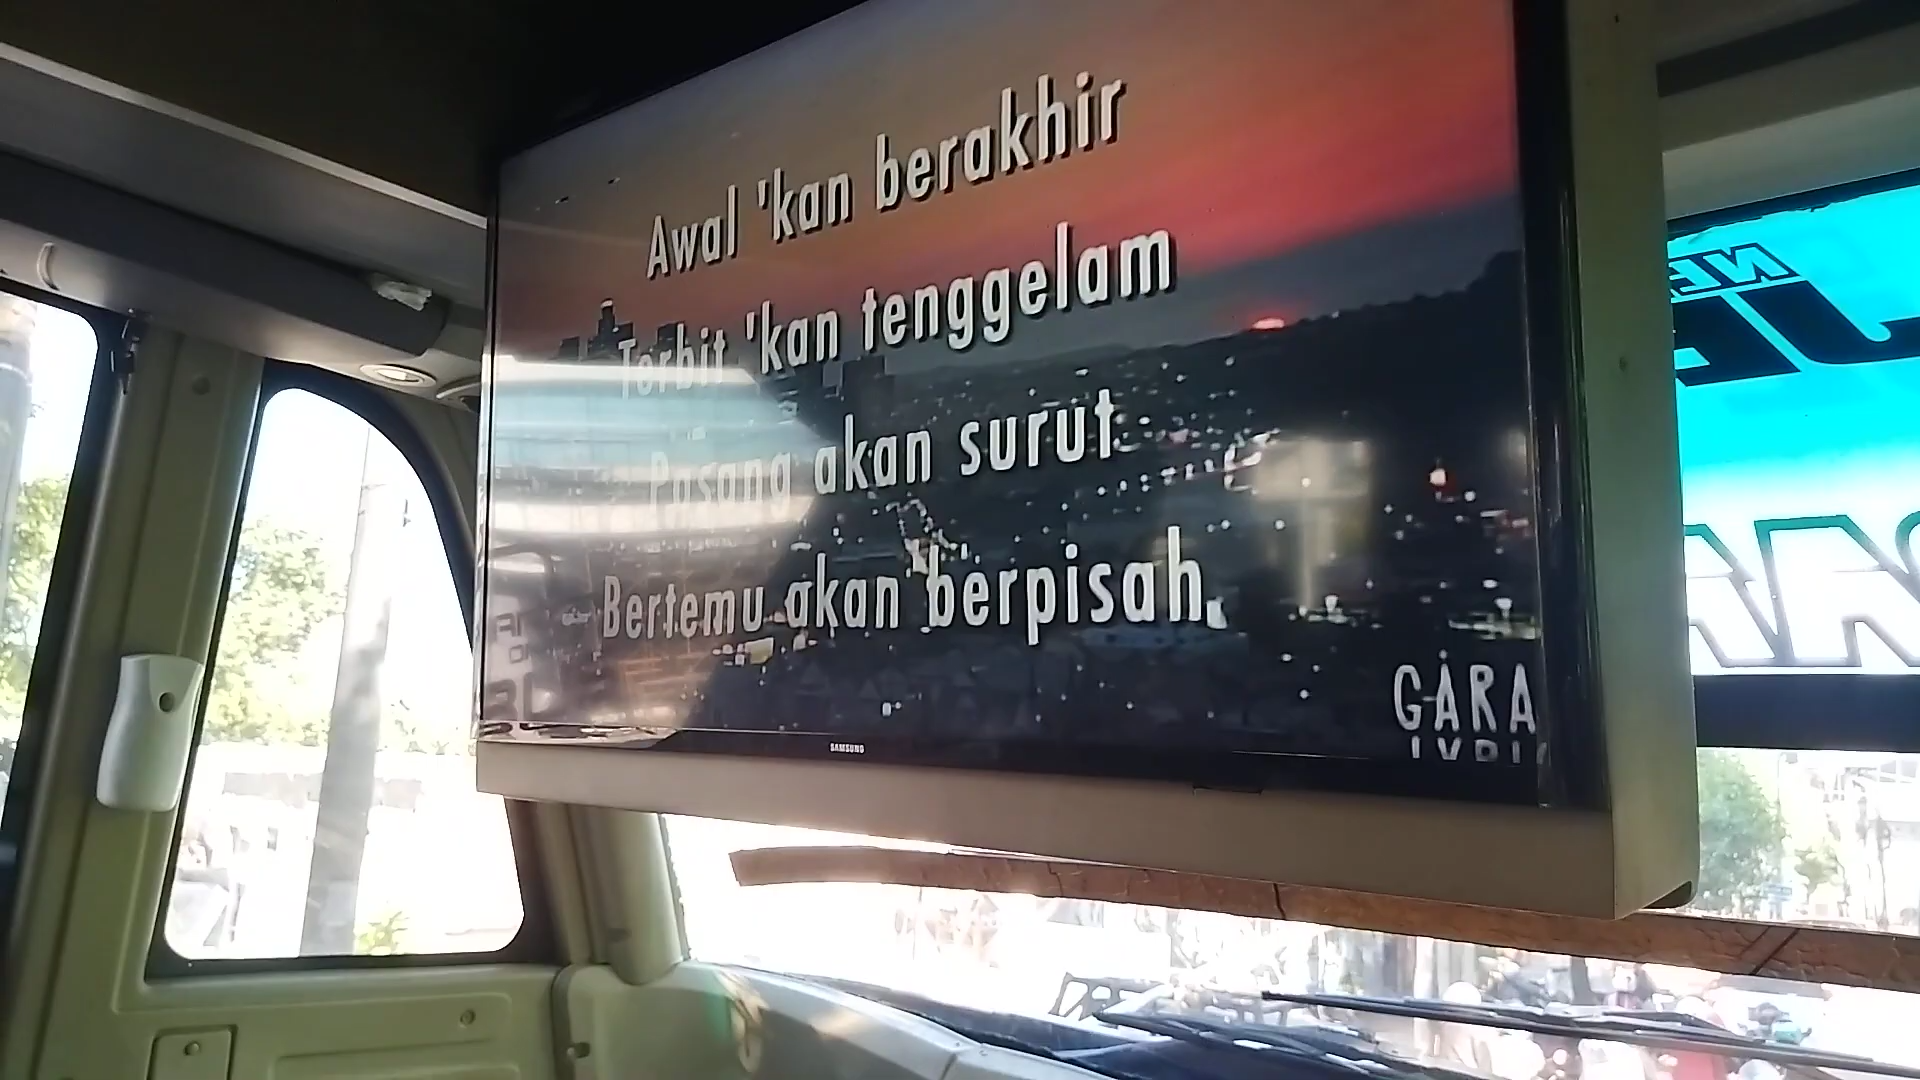 Awal 'kan berakhir
Terbit 'kan tenggelam
Pasang akan surut
Bertemu akan berpisah
GARA
SAMSUNG